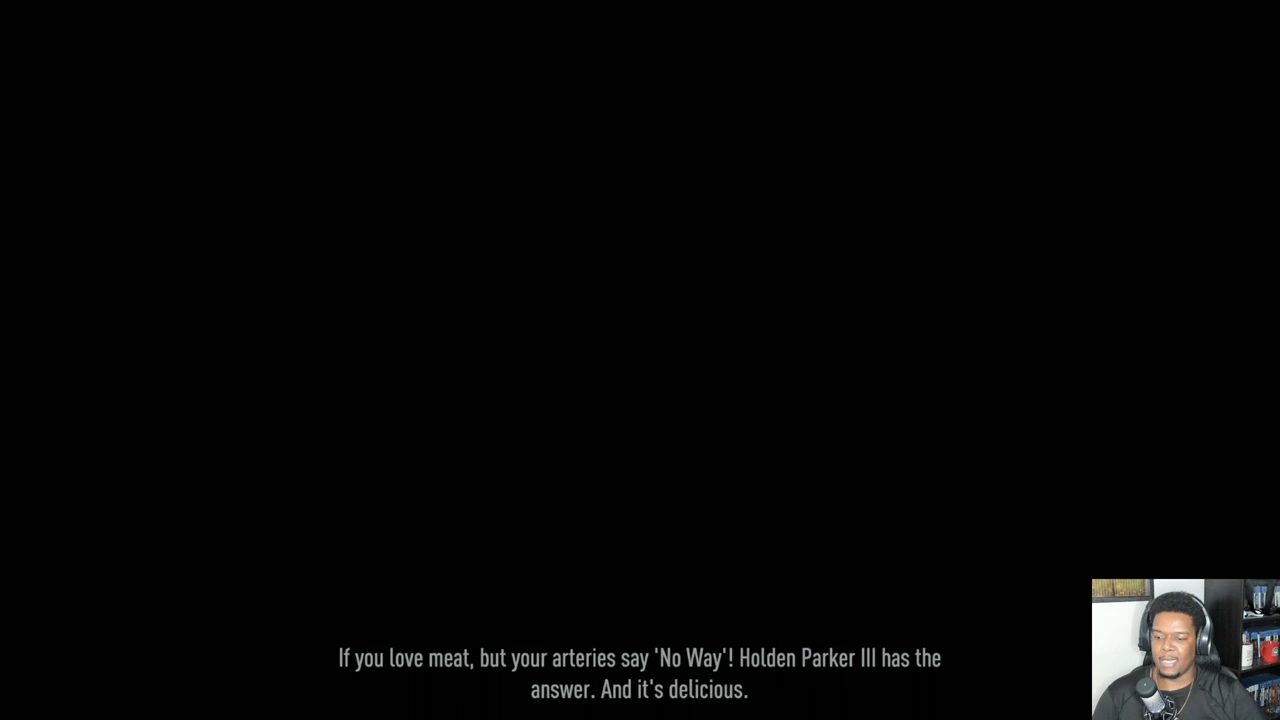 If you love meat, but your arteries say 'No Way'! Holden Parker III has the
answer. And it's delicious.